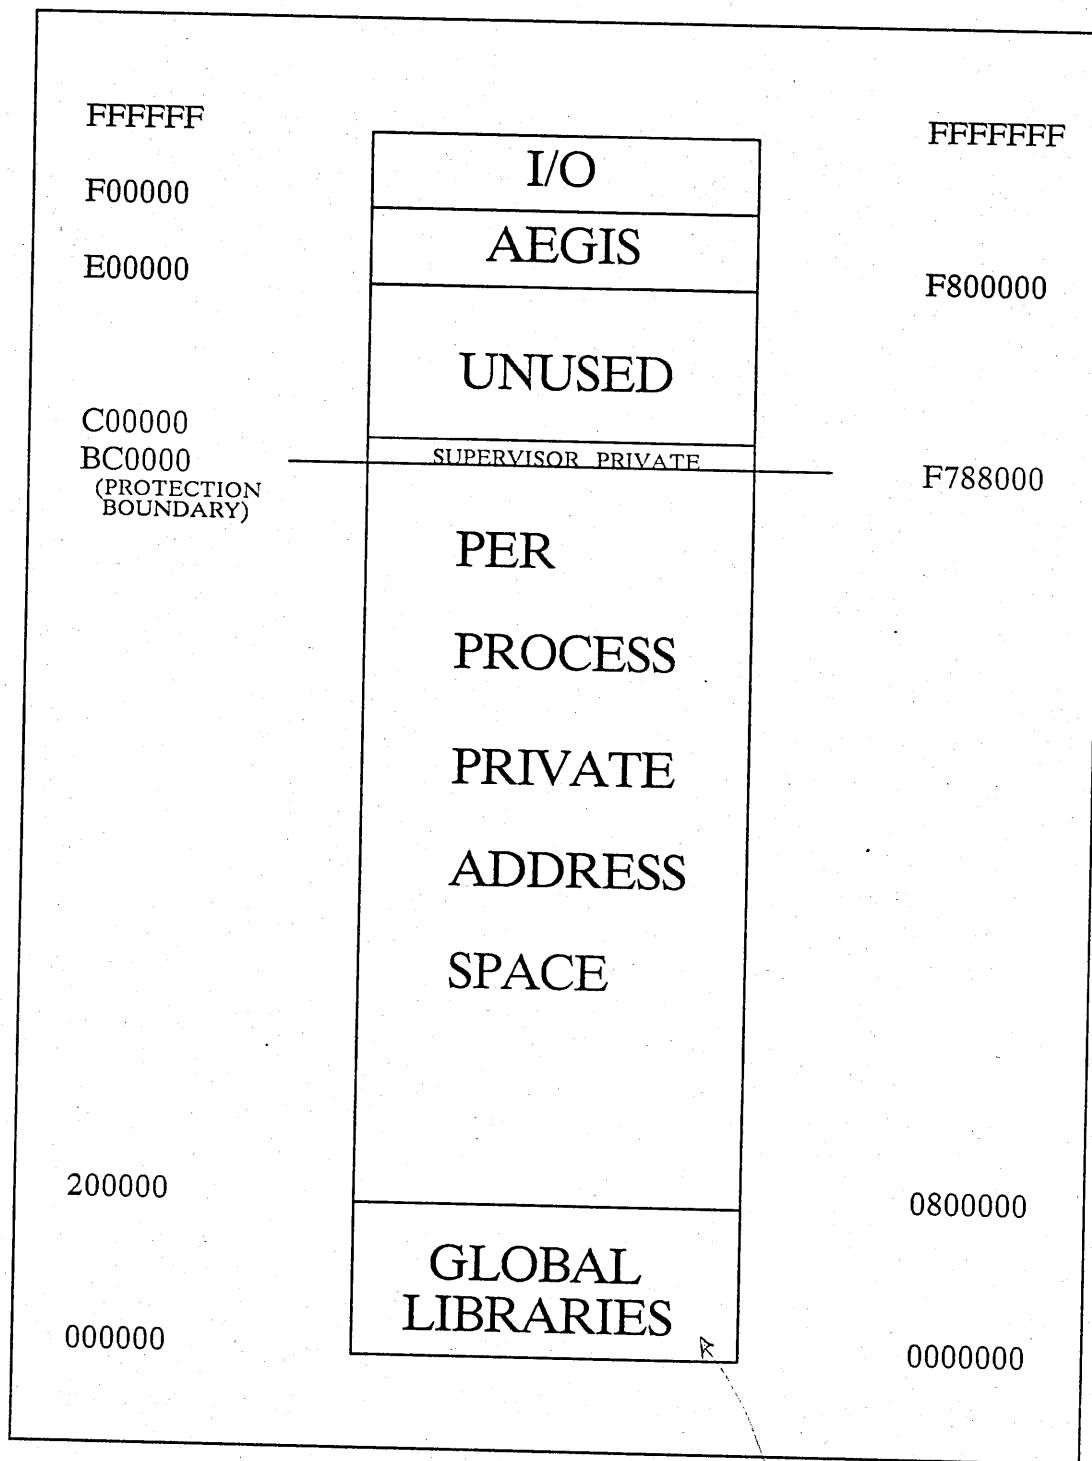 FFFFFF
FFFFFFF
I/O
F00000
AEGIS
E00000
F800000
UNUSED
C00000
BC0000
(PROTECTION
BOUNDARY)
SUPERVISOR PRIVATE
F788000
PER
PROCESS
PRIVATE
ADDRESS
SPACE
200000
0800000
GLOBAL
LIBRARIES
000000
0000000